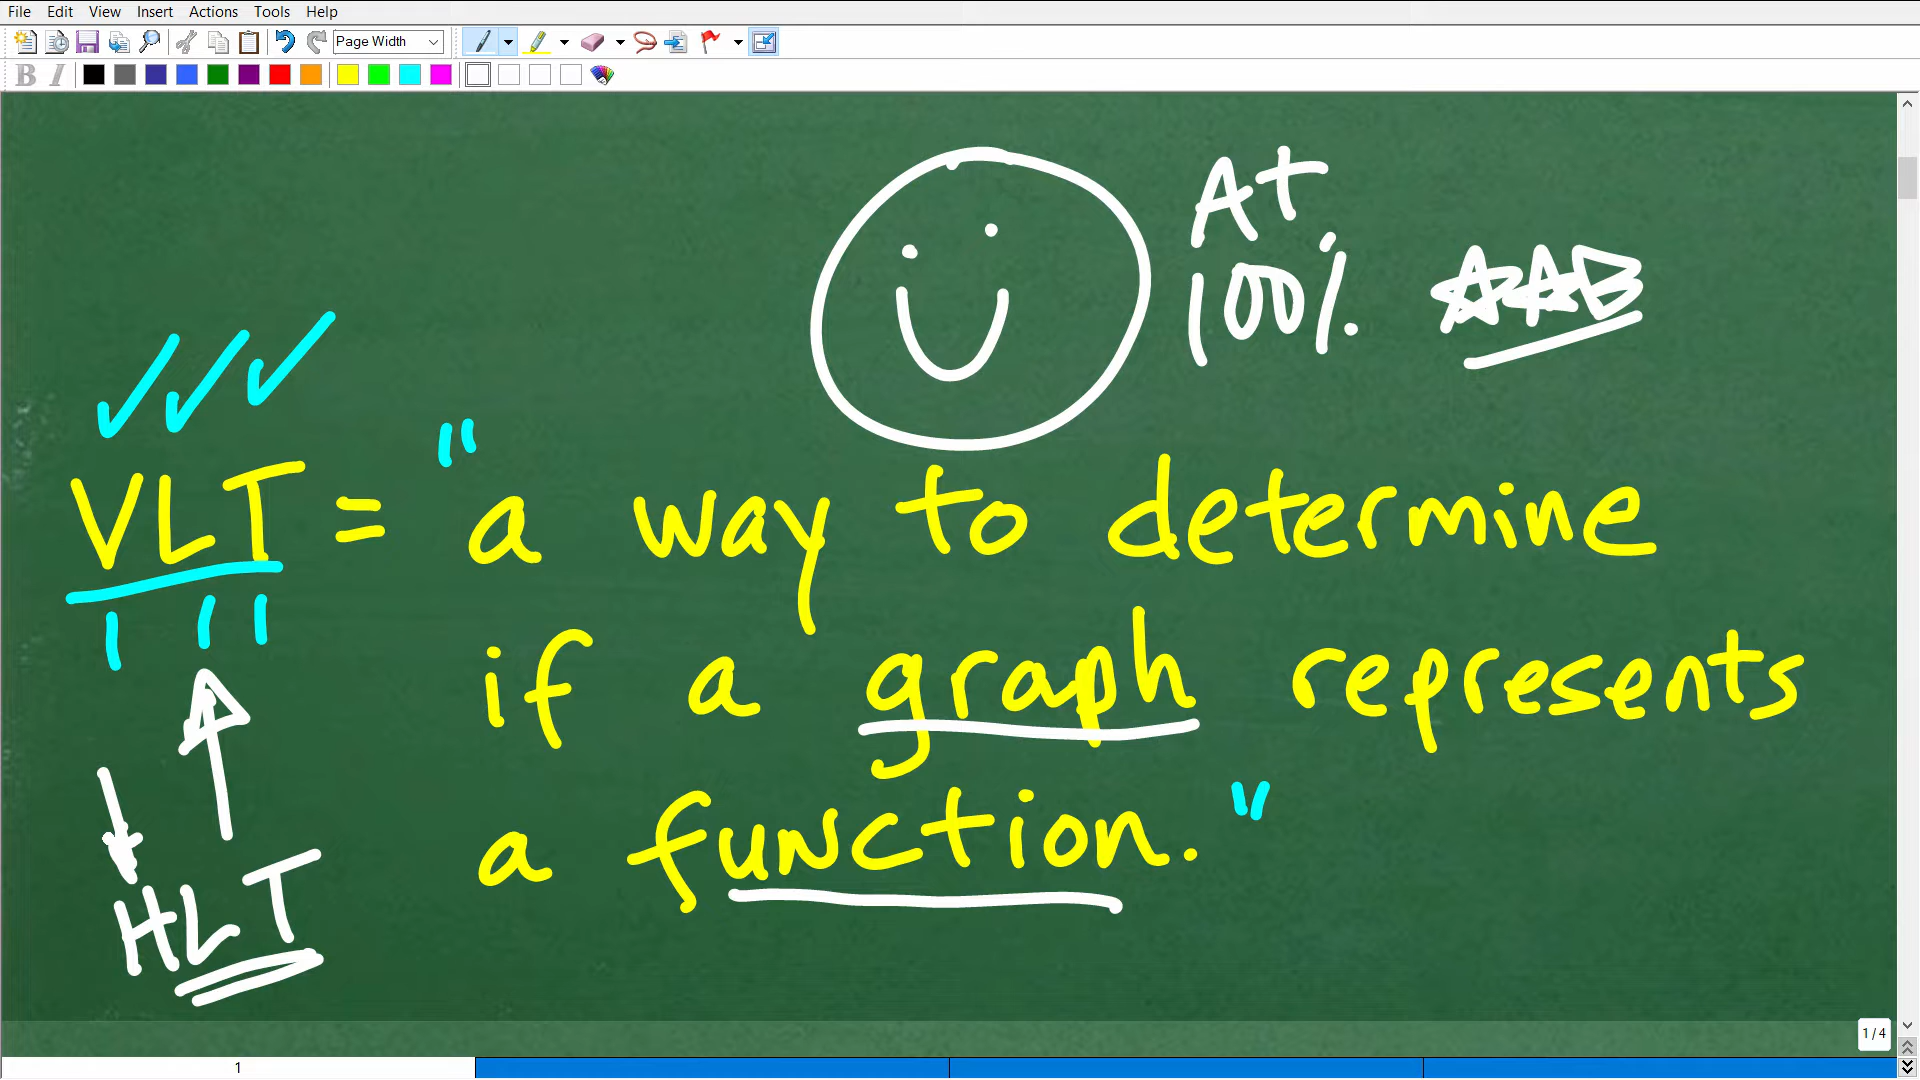 File Edit View Insert Actions Tools Help
Page Width
B I
A+
100%
VLT = "a way to determine
if a graph represents
a function."
HLT
1/4
1